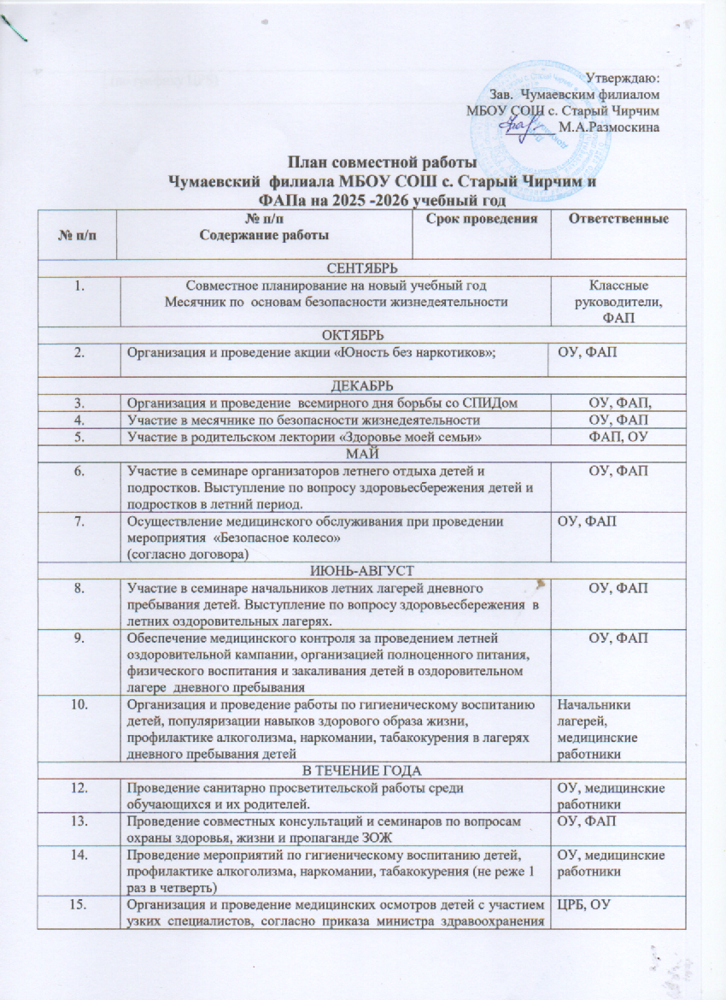 Утверждаю:
Зав. Чумаевским филиалом
МБОУ СОШ с. Старый Чирчим
_______ М.А.Размоскина
План совместной работы
Чумаевский филиала МБОУ СОШ с. Старый Чирчим и
ФАПа на 2025 -2026 учебный год
№ п/п
№ п/п
Содержание работы
Срок проведения
Ответственные
СЕНТЯБРЬ
1.
Совместное планирование на новый учебный год
Месячник по основам безопасности жизнедеятельности
Классные
руководители,
ФАП
ОКТЯБРЬ
2.
Организация и проведение акции «Юность без наркотиков»;
ОУ, ФАП
ДЕКАБРЬ
3.
Организация и проведение всемирного дня борьбы со СПИДом
ОУ, ФАП,
4.
Участие в месячнике по безопасности жизнедеятельности
ОУ, ФАП
5.
Участие в родительском лектории «Здоровье моей семьи»
ФАП, ОУ
МАЙ
6.
Участие в семинаре организаторов летнего отдыха детей и
подростков. Выступление по вопросу здоровьесбережения детей и
подростков в летний период.
ОУ, ФАП
7.
Осуществление медицинского обслуживания при проведении
мероприятия «Безопасное колесо»
(согласно договора)
ОУ, ФАП
ИЮНЬ-АВГУСТ
8.
Участие в семинаре начальников летних лагерей дневного
пребывания детей. Выступление по вопросу здоровьесбережения в
летних оздоровительных лагерях.
ОУ, ФАП
9.
Обеспечение медицинского контроля за проведением летней
оздоровительной кампании, организацией полноценного питания,
физического воспитания и закаливания детей в оздоровительном
лагере дневного пребывания
ОУ, ФАП
10.
Организация и проведение работы по гигиеническому воспитанию
детей, популяризации навыков здорового образа жизни,
профилактике алкоголизма, наркомании, табакокурения в лагерях
дневного пребывания детей
Начальники
лагерей,
медицинские
работники
В ТЕЧЕНИЕ ГОДА
12.
Проведение санитарно просветительской работы среди
обучающихся и их родителей.
ОУ, медицинские
работники
13.
Проведение совместных консультаций и семинаров по вопросам
охраны здоровья, жизни и пропаганде ЗОЖ
ОУ, ФАП
14.
Проведение мероприятий по гигиеническому воспитанию детей,
профилактике алкоголизма, наркомании, табакокурения (не реже 1
раз в четверть)
ОУ, медицинские
работники
15.
Организация и проведение медицинских осмотров детей с участием
узких специалистов, согласно приказа министра здравоохранения
ЦРБ, ОУ